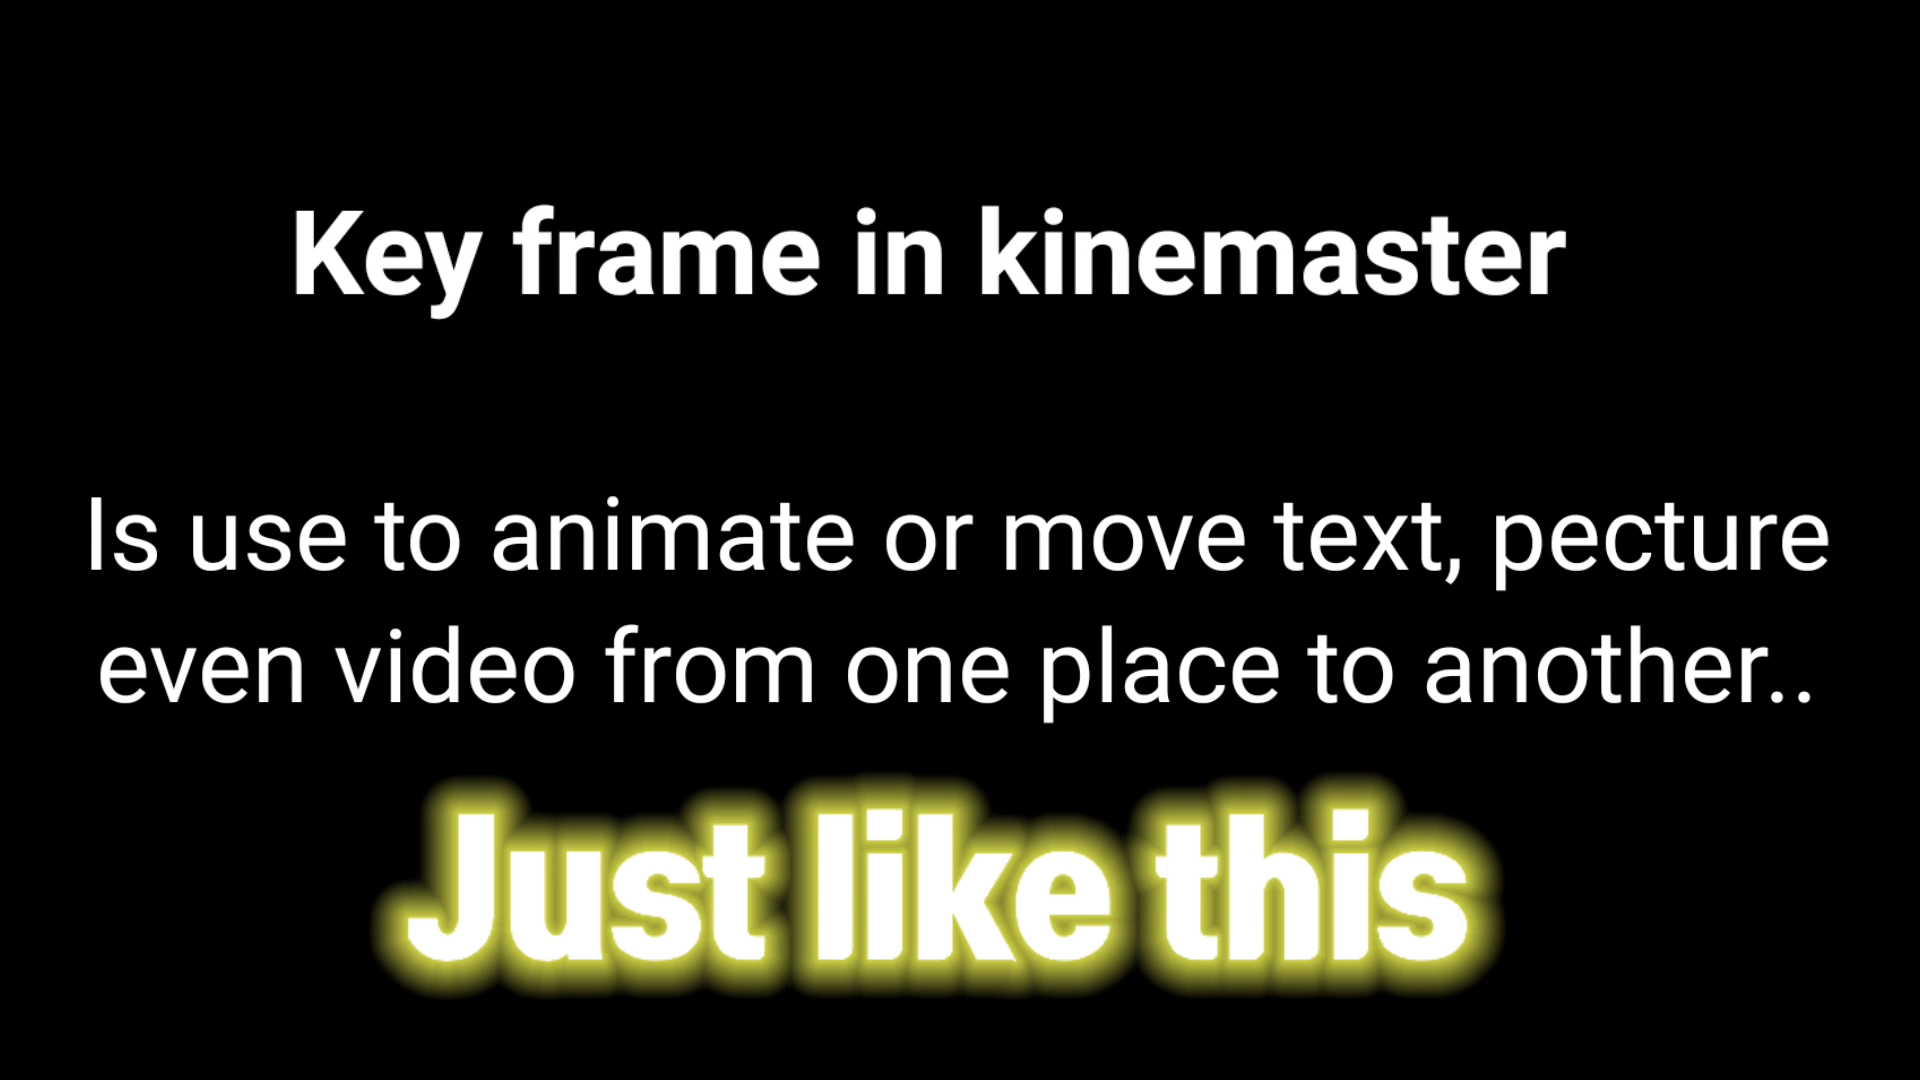 Key frame in kinemaster
Is use to animate or move text, pecture
even video from one place to another..
Just like this